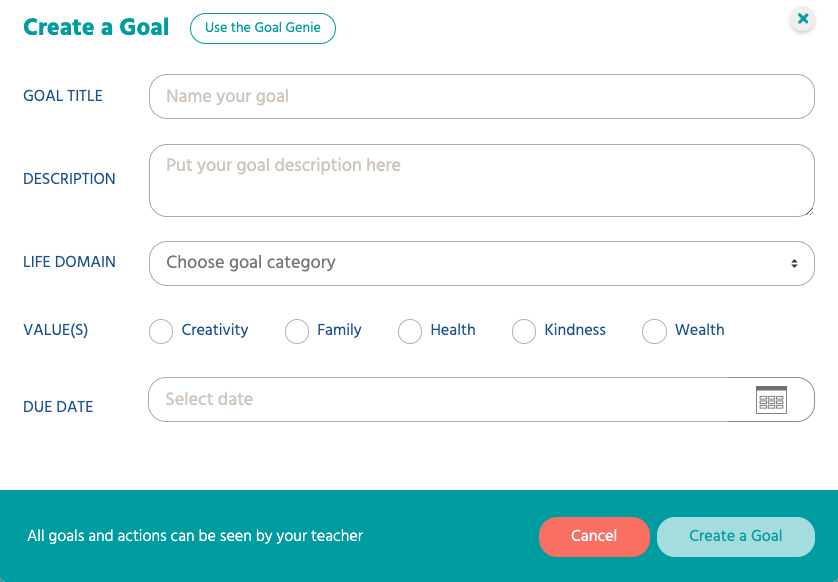 Create a Goal
Use the Goal Genie
GOAL TITLE
Name your goal
DESCRIPTION
Put your goal description here
LIFE DOMAIN
Choose goal category
VALUE(S)
Creativity
Family
Health
Kindness
Wealth
DUE DATE
Select date
All goals and actions can be seen by your teacher
Cancel
Create a Goal